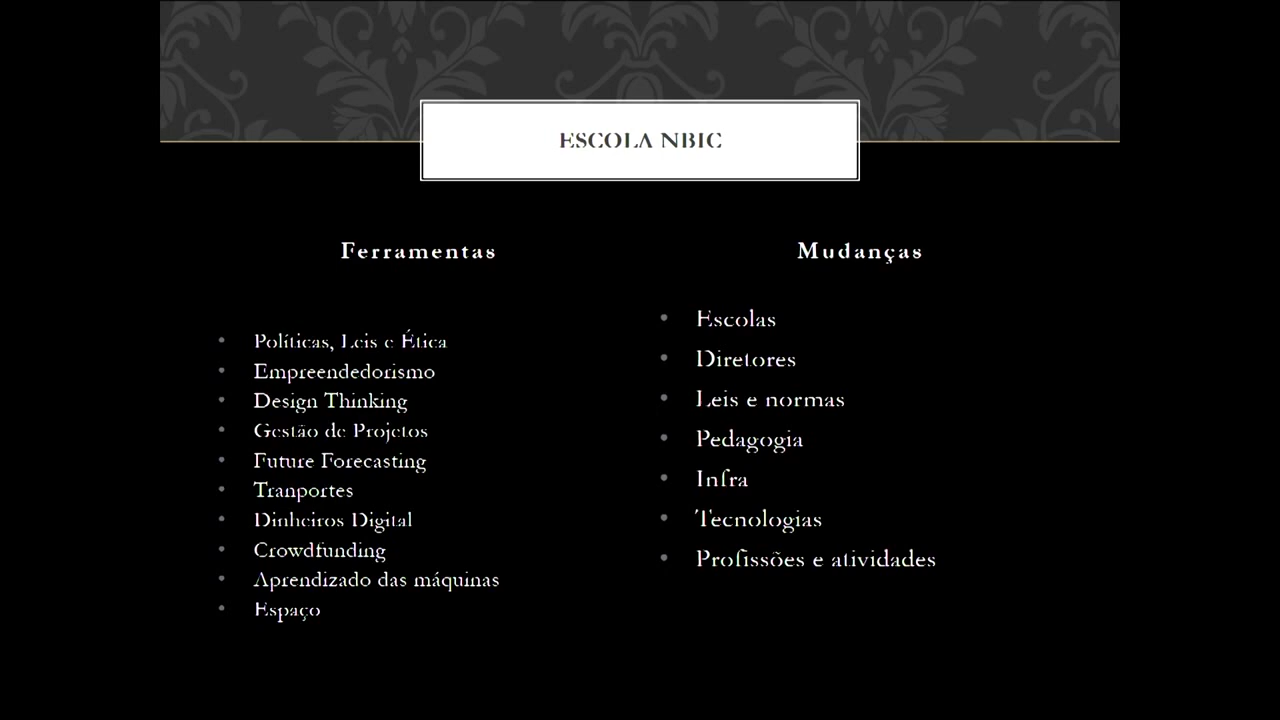 ESCOLA NBIC
Ferramentas
Políticas, Leis e Ética
Empreendedorismo
Design Thinking
Gestão de Projetos
Future Forecasting
Tranportes
Dinheiros Digital
Crowdfunding
Aprendizado das máquinas
Espaço
Mudanças
Escolas
Diretores
Leis e normas
Pedagogia
Infra
Tecnologias
Profissões e atividades